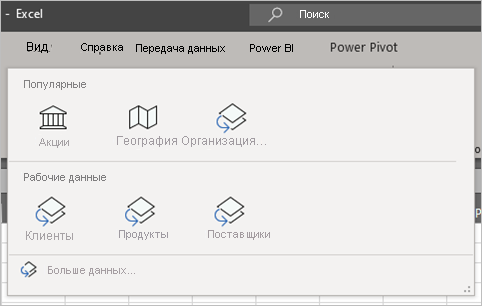 - Excel
Поиск
Вид
Справка
Передача данных
Power BI
Power Pivot
Популярные
Акции
География
Организация...
Рабочие данные
Клиенты
Продукты
Поставщики
Больше данных...